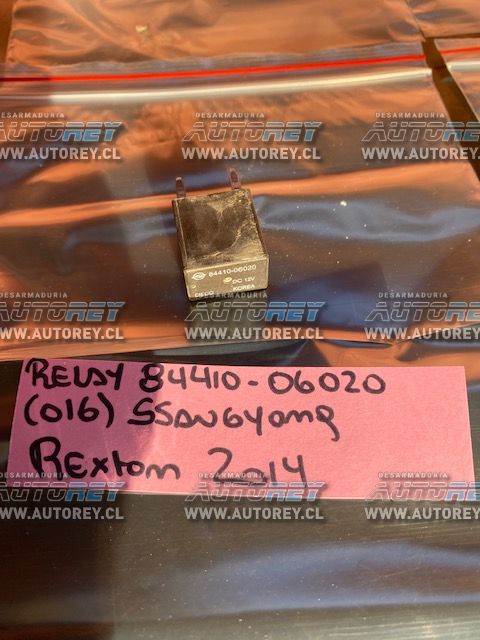 84410-06020
DC 12V
KOREA
RELAY 84410-06020
(016) SSANGYONG
REXTON 2014
DESARMADURIA
AUTOREY
WWW.AUTOREY.CL